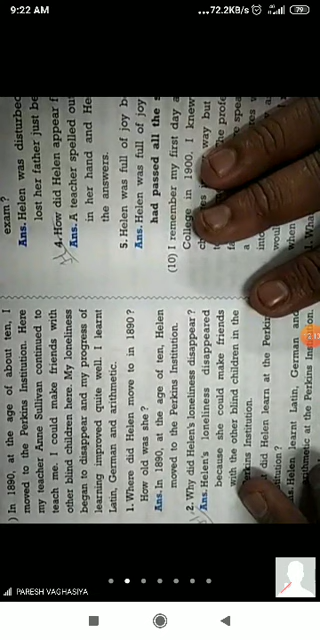 9:22 AM
...72.2KB/s
79
) In 1890, at the age of about ten, I
moved to the Perkins Institution. Here
my teacher Anne Sullivan continued to
teach me. I could make friends with
other blind children here. My loneliness
began to disappear and my progress of
learning improved quite well. I learnt
Latin, German and arithmetic.
1. Where did Helen move to in 1890 ?
How old was she ?
Ans. In 1890, at the age of ten, Helen
moved to the Perkins Institution.
2. Why did Helen's loneliness disappear ?
Ans. Helen's loneliness disappeared
because she could make friends
with the other blind children in the
Perkins Institution.
did Helen learn at the Perkins
Helen learnt Latin, German and
arithmetic at the Perkins
exam ?
Ans. Helen was disturbed
lost her father just be
4. How did Helen appear f
Ans. A teacher spelled out
in her hand and He
the answers.
5. Helen was full of joy b
Ans. Helen was full of joy
had passed all the s
(10) I remember my first day a
College in 1900. I knew
way but
PARESH VAGHASIYA